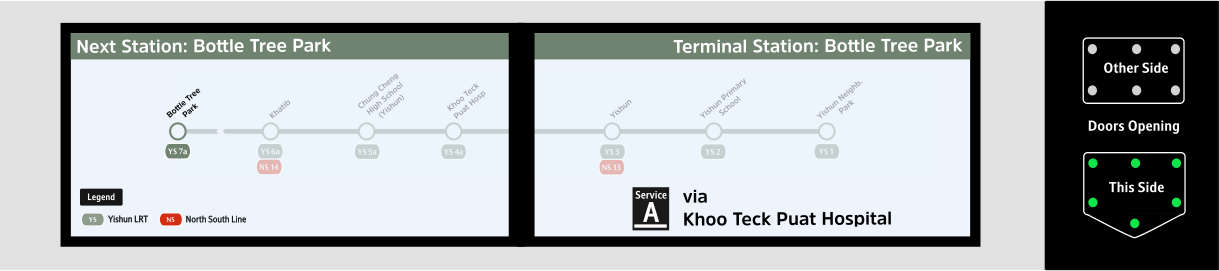 Next Station: Bottle Tree Park
Terminal Station: Bottle Tree Park
Bottle Tree
Park
Khatib
Chung Cheng
High School
(Yishun)
Khoo Teck
Puat Hosp
Yishun
Yishun Primary
School
Yishun Neighb.
Park
YS 7a
YS 6a
NS 14
YS 5a
YS 4a
YS 3
NS 13
YS 2
YS 1
Legend
YS Yishun LRT
NS North South Line
Service
A
via
Khoo Teck Puat Hospital
Other Side
Doors Opening
This Side